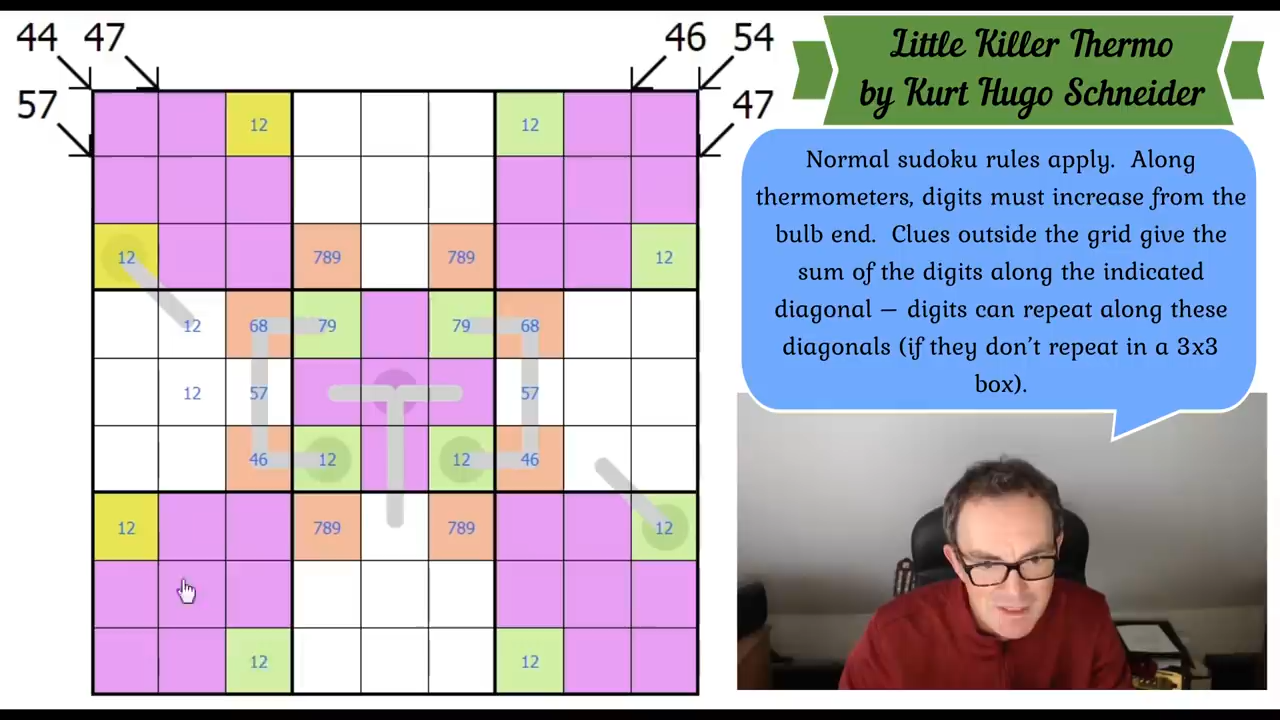 44 47 46 54
Little Killer Thermo
by Kurt Hugo Schneider
57 47
12 12
Normal sudoku rules apply. Along
thermometers, digits must increase from the
bulb end. Clues outside the grid give the
sum of the digits along the indicated
diagonal – digits can repeat along these
diagonals (if they don't repeat in a 3x3
box).
12 789 789 12
12 68 79 79 68
12 57 57
46 12 12 46
12 789 789 12
12 12